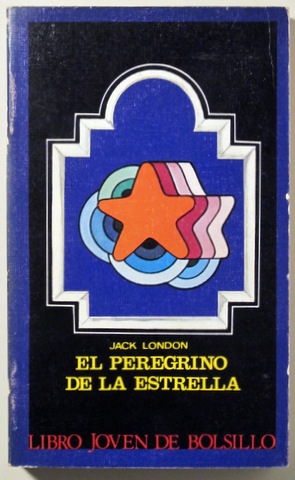 JACK LONDON
EL PEREGRINO
DE LA ESTRELLA
LIBRO JOVEN DE BOLSILLO